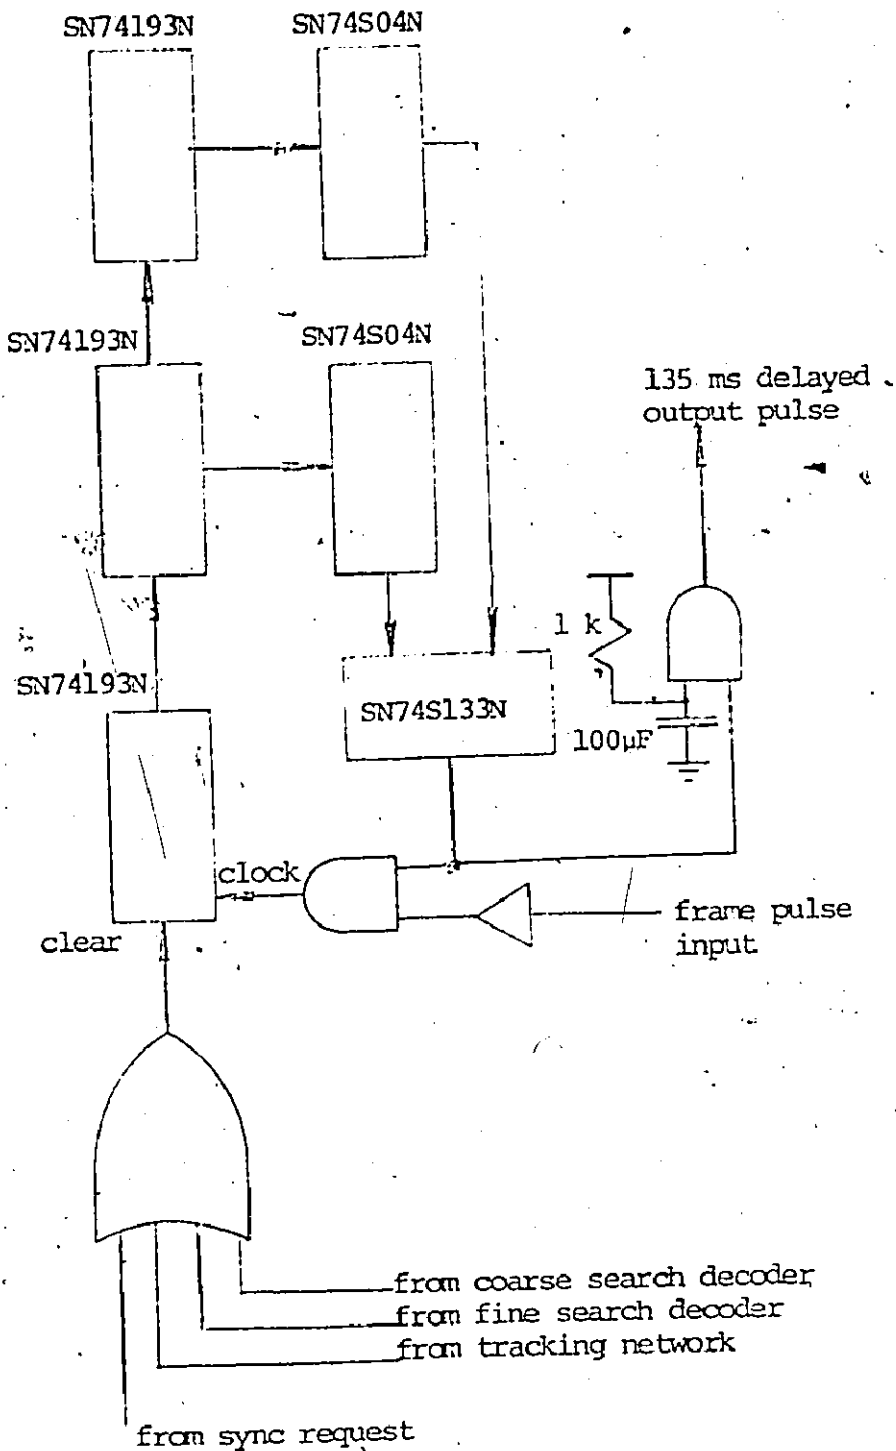 SN74193N
SN74S04N
SN74193N
SN74S04N
135 ms delayed
output pulse
1 k
SN74193N
SN74S133N
100μF
clock
frame pulse
input
clear
from coarse search decoder
from fine search decoder
from tracking network
from sync request